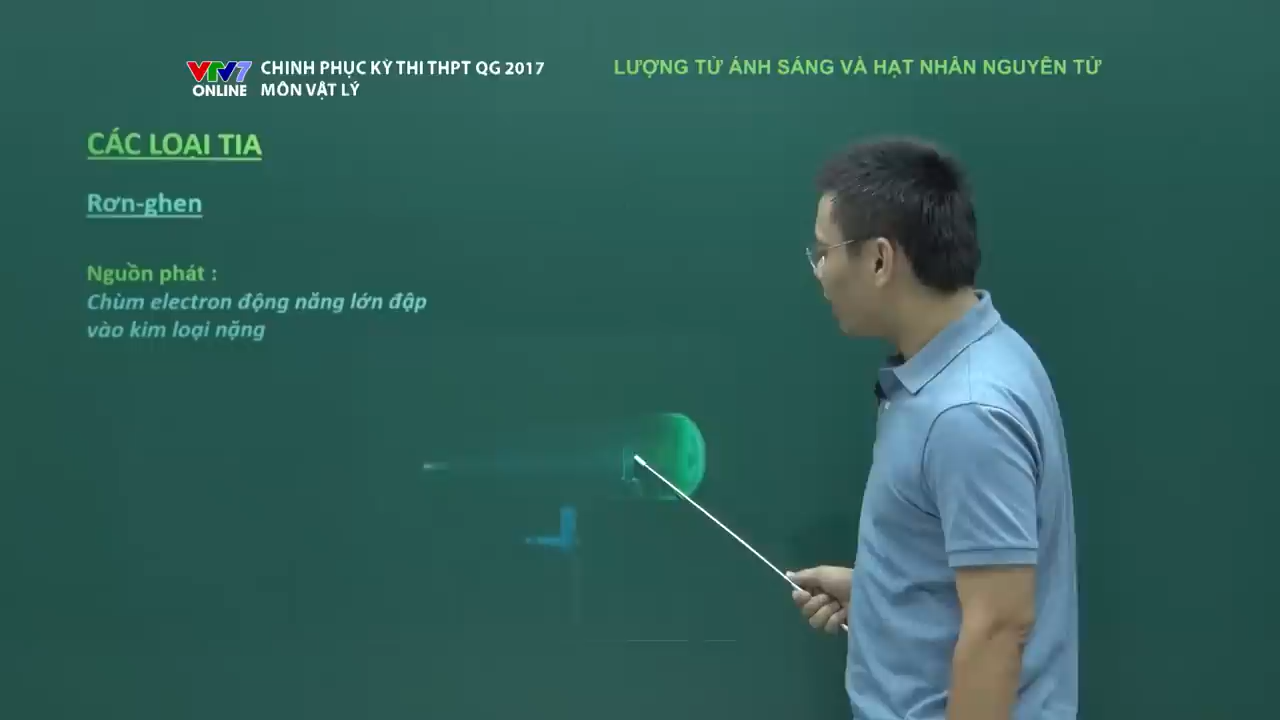 VTV7
ONLINE
CHINH PHỤC KỲ THI THPT QG 2017
MÔN VẬT LÝ
LƯỢNG TỬ ÁNH SÁNG VÀ HẠT NHÂN NGUYÊN TỬ
CÁC LOẠI TIA
Rơn-ghen
Nguồn phát :
Chùm electron động năng lớn đập
vào kim loại nặng